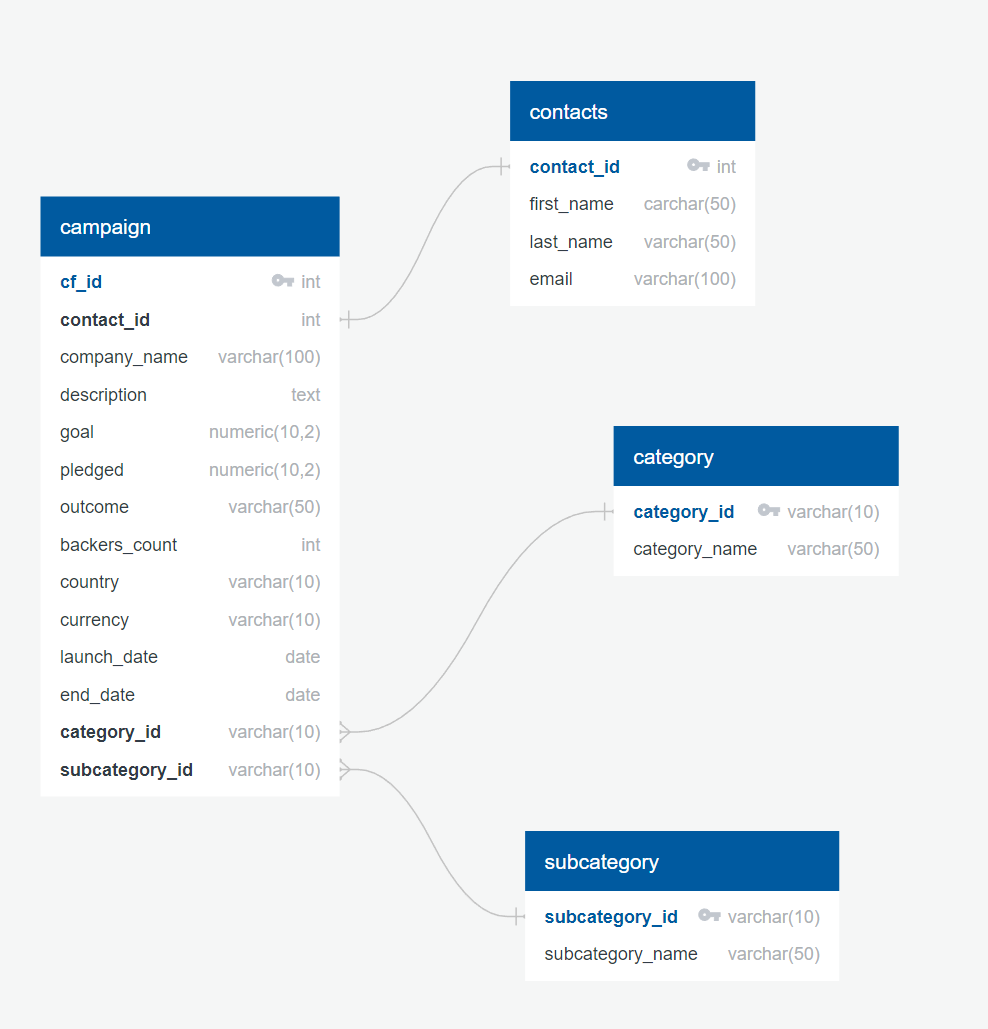 campaign
cf_id int
contact_id int
company_name varchar(100)
description text
goal numeric(10,2)
pledged numeric(10,2)
outcome varchar(50)
backers_count int
country varchar(10)
currency varchar(10)
launch_date date
end_date date
category_id varchar(10)
subcategory_id varchar(10)
contacts
contact_id int
first_name carchar(50)
last_name varchar(50)
email varchar(100)
category
category_id varchar(10)
category_name varchar(50)
subcategory
subcategory_id varchar(10)
subcategory_name varchar(50)